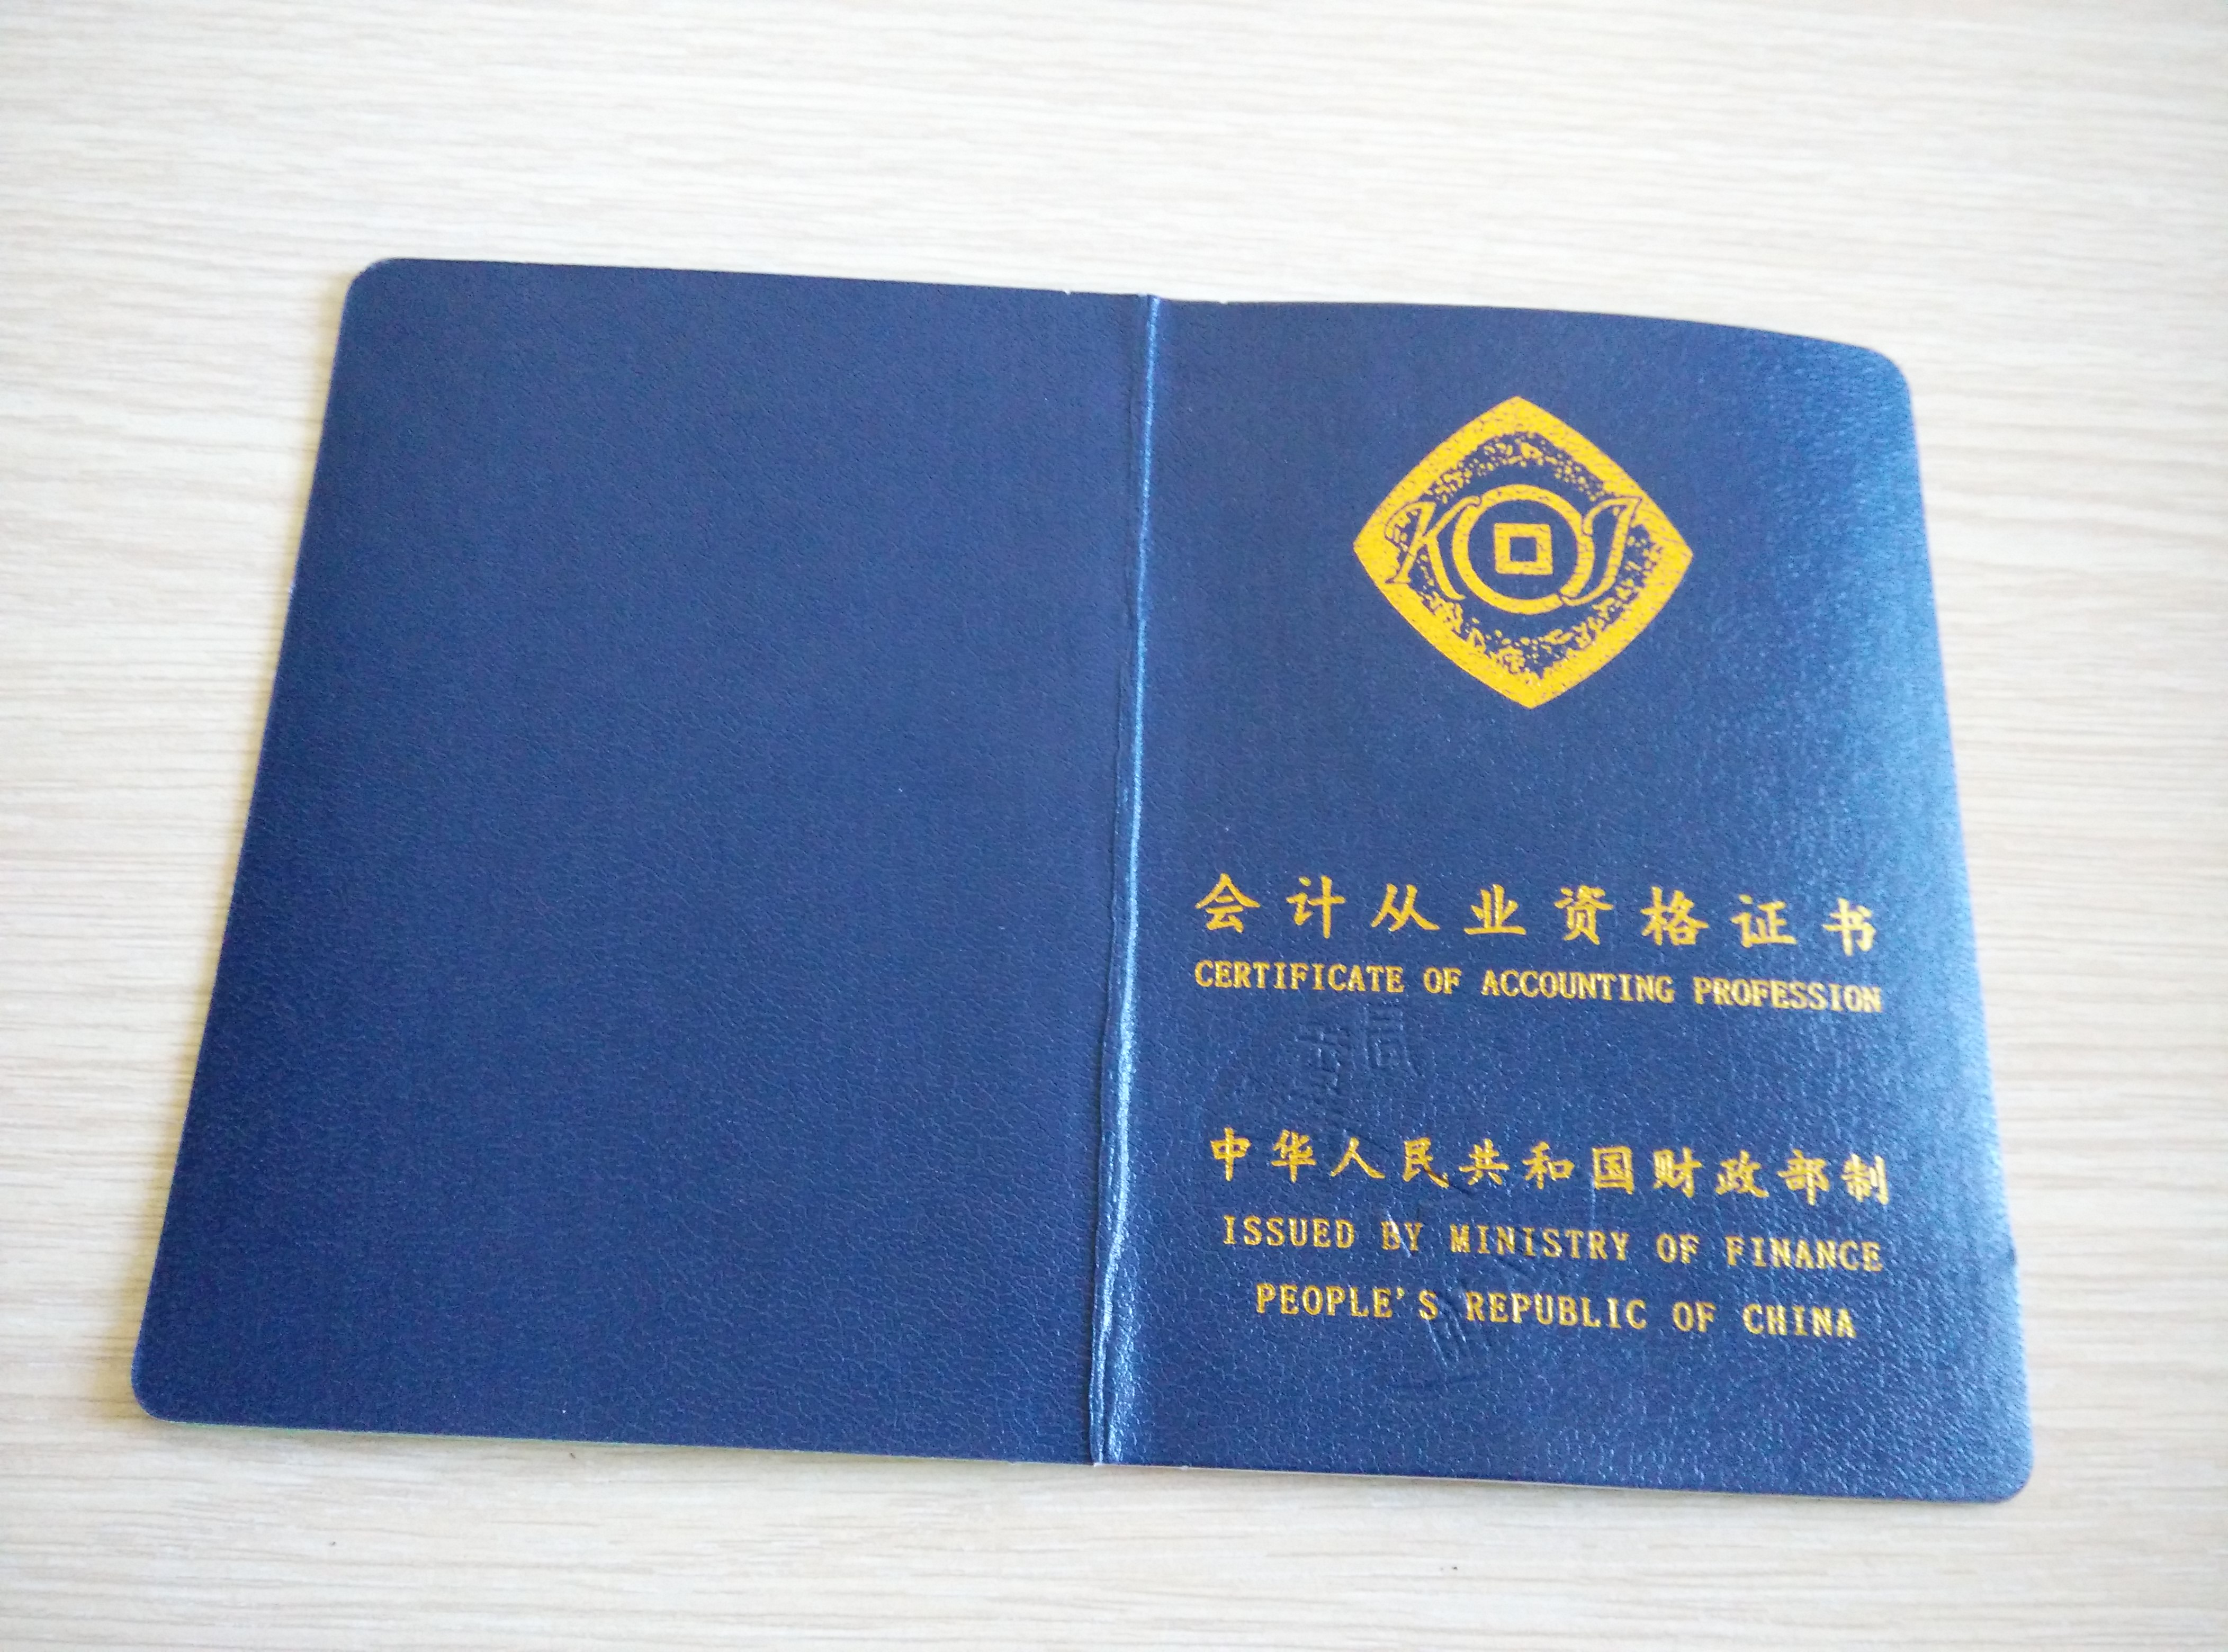 KJ
会计从业资格证书
CERTIFICATE OF ACCOUNTING PROFESSION
中华人民共和国财政部制
ISSUED BY MINISTRY OF FINANCE
PEOPLE'S REPUBLIC OF CHINA